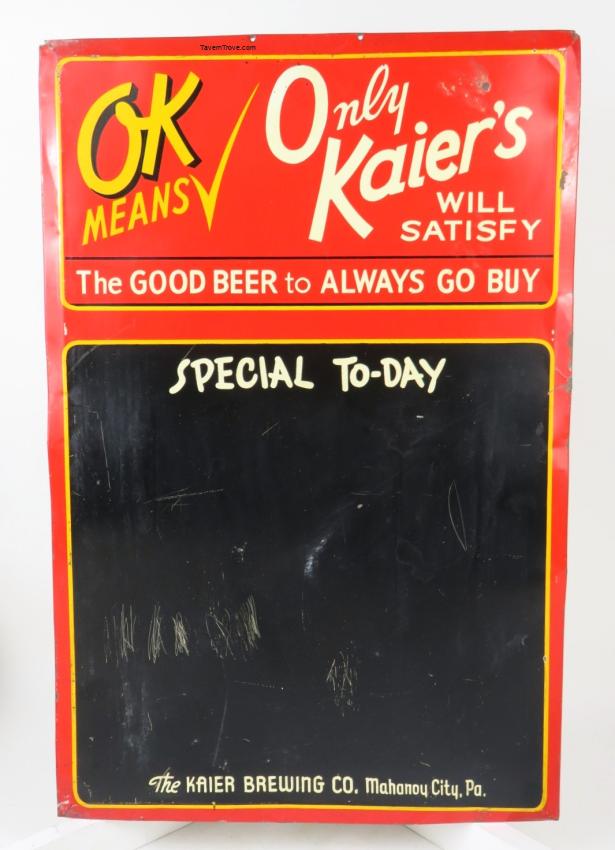 TavernTrove.com
OK
MEANS
Only
Kaier's
WILL
SATISFY
The GOOD BEER to ALWAYS GO BUY
SPECIAL TO-DAY
The KAIER BREWING CO. Mahanoy City, Pa.